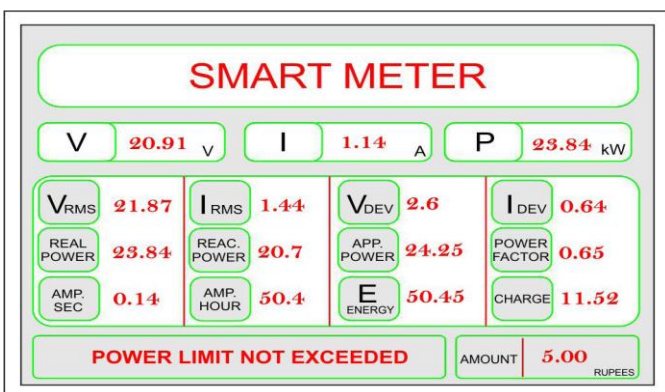 SMART METER
V 20.91 V I 1.14 A P 23.84 kW
VRMS 21.87 IRMS 1.44 VDEV 2.6 IDEV 0.64
REAL POWER 23.84 REAC. POWER 20.7 APP. POWER 24.25 POWER FACTOR 0.65
AMP. SEC 0.14 AMP. HOUR 50.4 E ENERGY 50.45 CHARGE 11.52
POWER LIMIT NOT EXCEEDED AMOUNT 5.00 RUPEES